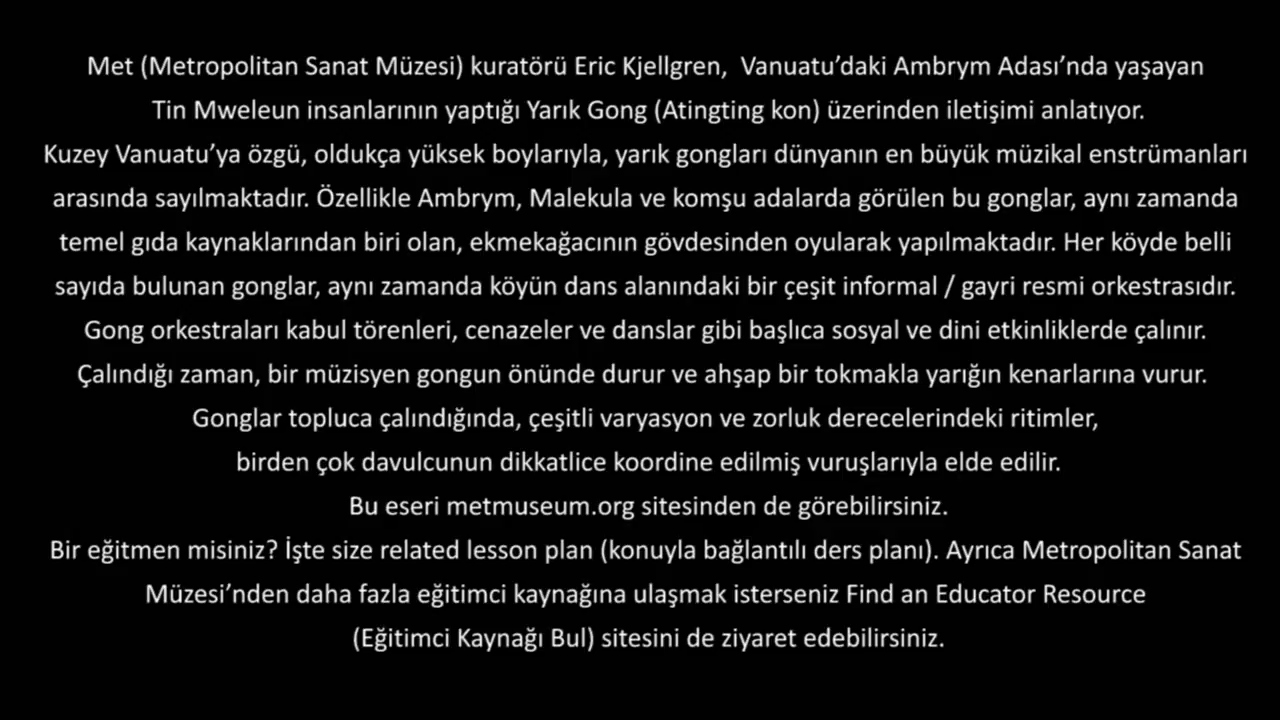 Met (Metropolitan Sanat Müzesi) kuratörü Eric Kjellgren,  Vanuatu’daki Ambrym Adası’nda yaşayan
Tin Mweleun insanlarının yaptığı Yarık Gong (Atingting kon) üzerinden iletişimi anlatıyor.
Kuzey Vanuatu’ya özgü, oldukça yüksek boylarıyla, yarık gongları dünyanın en büyük müzikal enstrümanları
arasında sayılmaktadır. Özellikle Ambrym, Malekula ve komşu adalarda görülen bu gonglar, aynı zamanda
temel gıda kaynaklarından biri olan, ekmekağacının gövdesinden oyularak yapılmaktadır. Her köyde belli
sayıda bulunan gonglar, aynı zamanda köyün dans alanındaki bir çeşit informal / gayri resmi orkestrasıdır.
Gong orkestraları kabul törenleri, cenazeler ve danslar gibi başlıca sosyal ve dini etkinliklerde çalınır.
Çalındığı zaman, bir müzisyen gongun önünde durur ve ahşap bir tokmakla yarığın kenarlarına vurur.
Gonglar topluca çalındığında, çeşitli varyasyon ve zorluk derecelerindeki ritimler,
birden çok davulcunun dikkatlice koordine edilmiş vuruşlarıyla elde edilir.
Bu eseri metmuseum.org sitesinden de görebilirsiniz.
Bir eğitmen misiniz? İşte size related lesson plan (konuyla bağlantılı ders planı). Ayrıca Metropolitan Sanat
Müzesi’nden daha fazla eğitimci kaynağına ulaşmak isterseniz Find an Educator Resource
(Eğitimci Kaynağı Bul) sitesini de ziyaret edebilirsiniz.